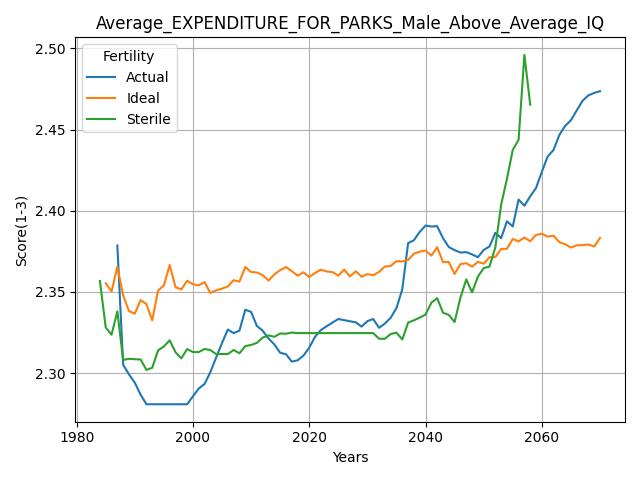 Average_EXPENDITURE_FOR_PARKS_Male_Above_Average_IQ
Fertility
Actual
Ideal
Sterile
Score(1-3)
2.50
2.45
2.40
2.35
2.30
1980
2000
2020
2040
2060
Years